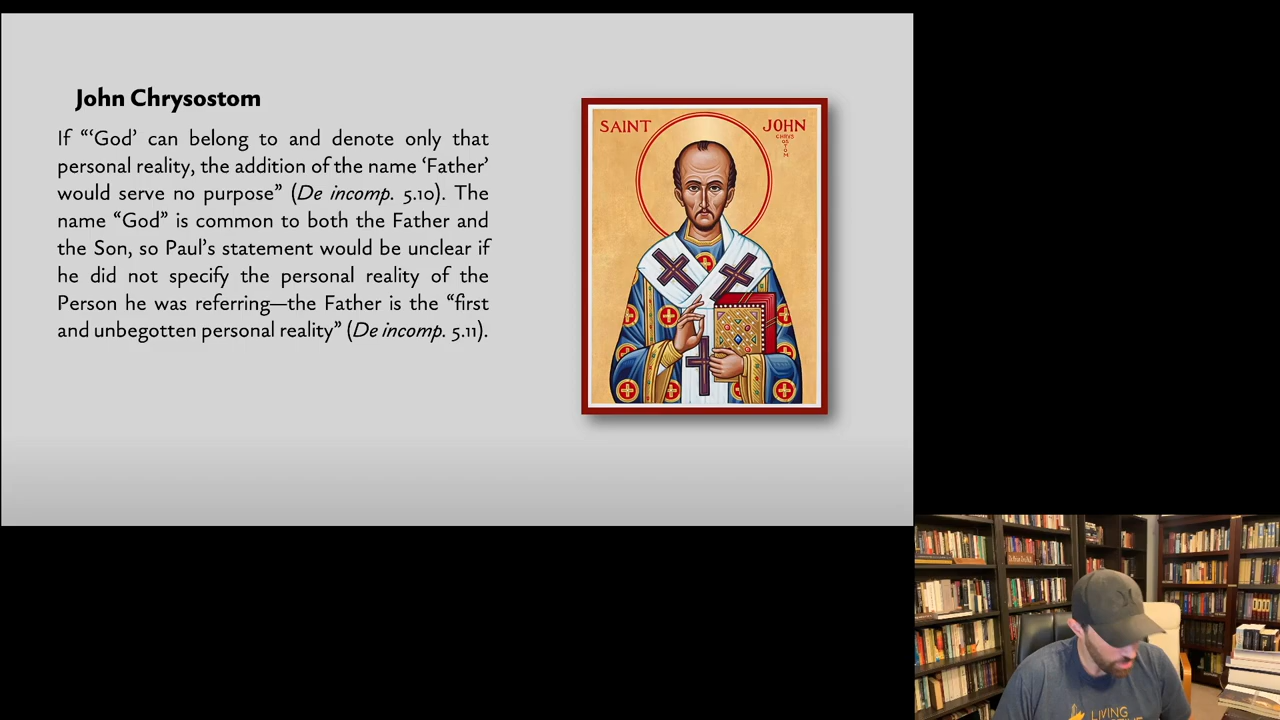 John Chrysostom
If “‘God’ can belong to and denote only that
personal reality, the addition of the name ‘Father’
would serve no purpose” (De incomp. 5.10). The
name “God” is common to both the Father and
the Son, so Paul’s statement would be unclear if
he did not specify the personal reality of the
Person he was referring—the Father is the “first
and unbegotten personal reality” (De incomp. 5.11).
SAINT JOHN
CHRYSOSTOM
LIVING